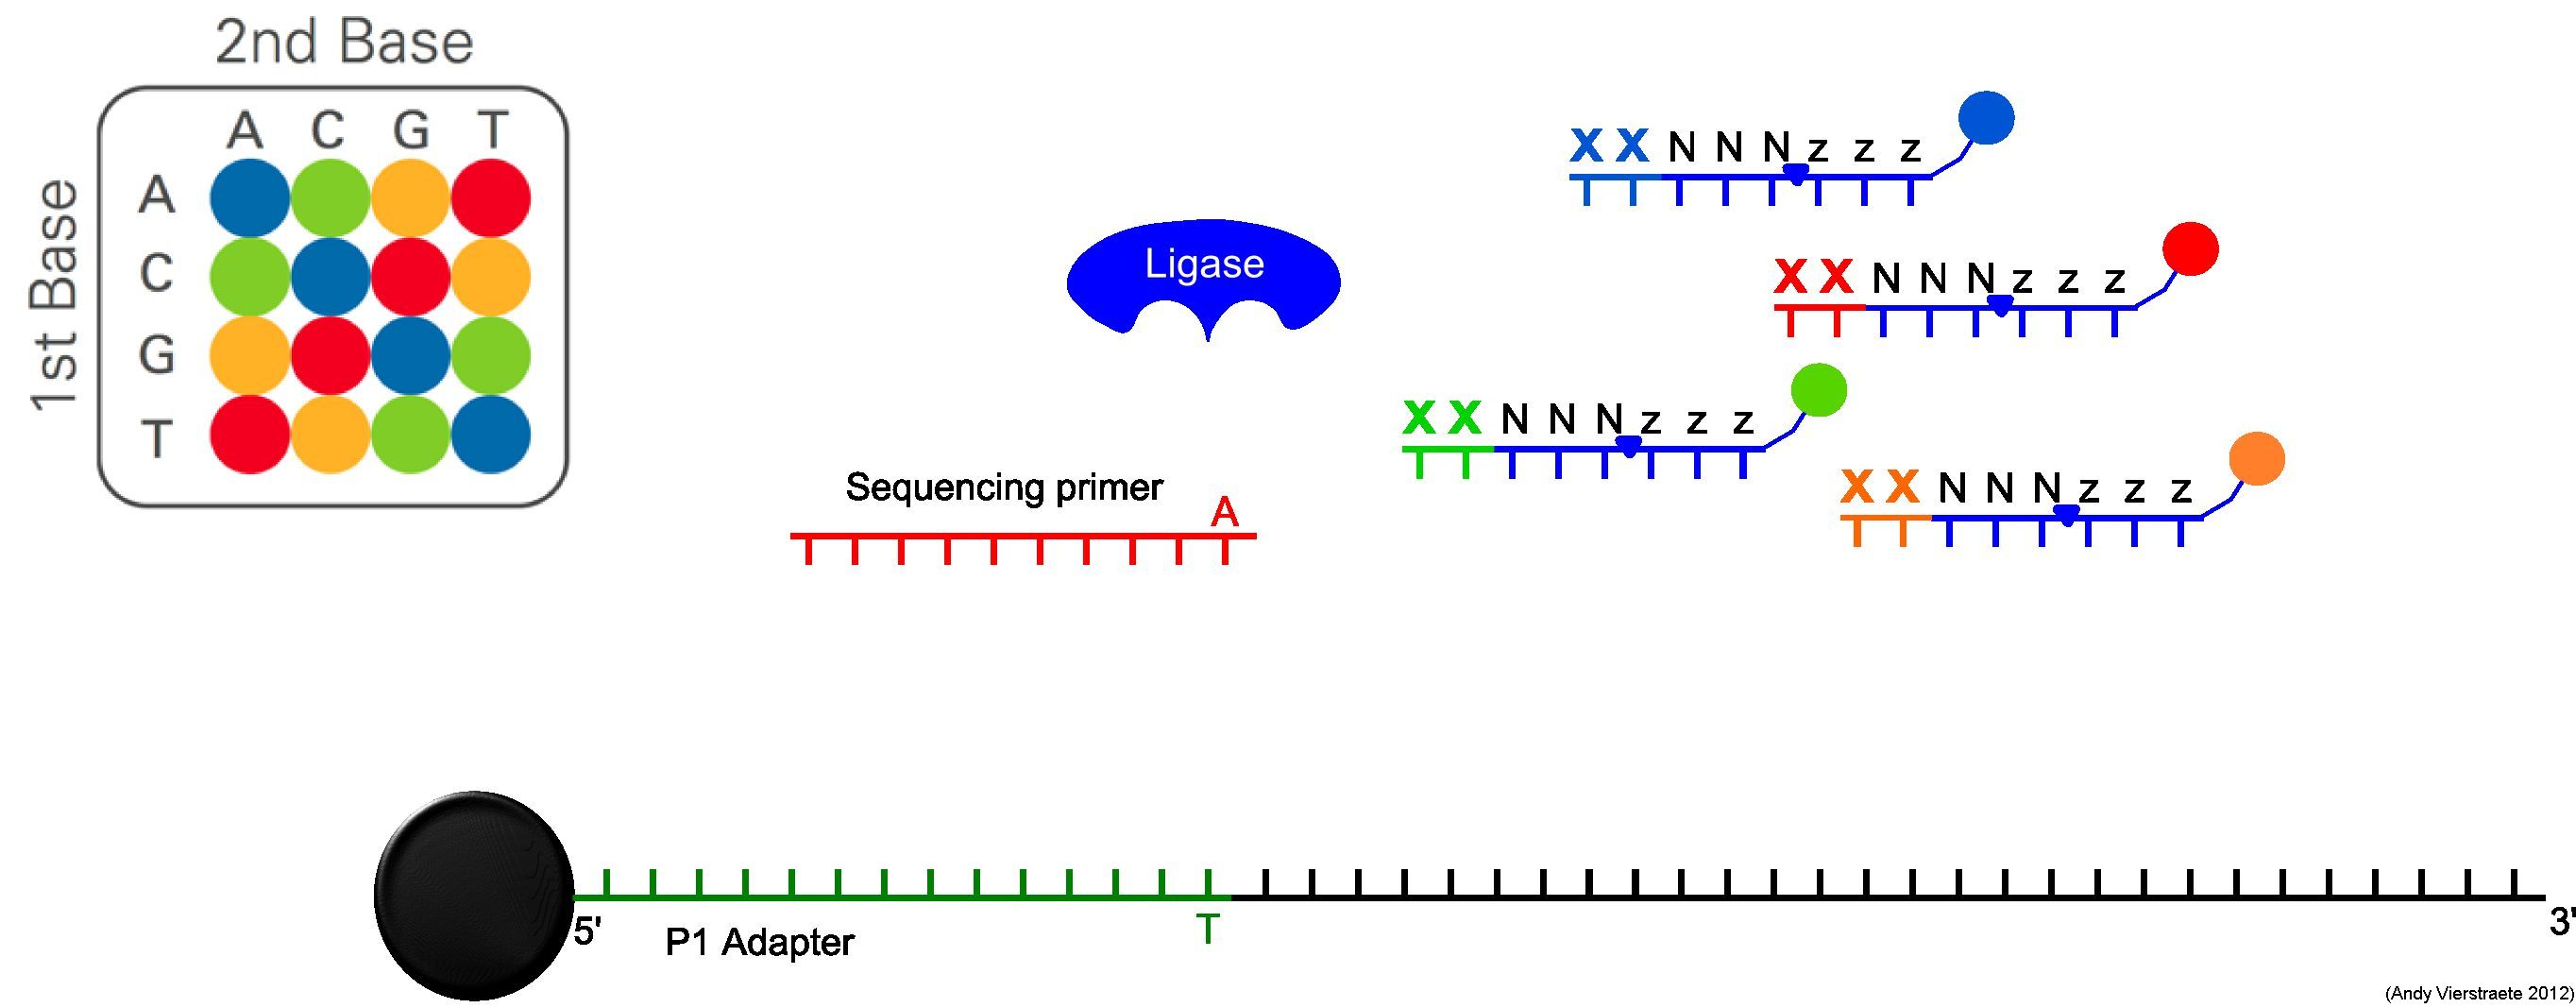 2nd Base
A C G T
1st Base
A
C
G
T
Ligase
X X N N N z z z
X X N N N z z z
X X N N N z z z
X X N N N z z z
Sequencing primer
A
5'
P1 Adapter
T
3'
(Andy Vierstraete 2012)